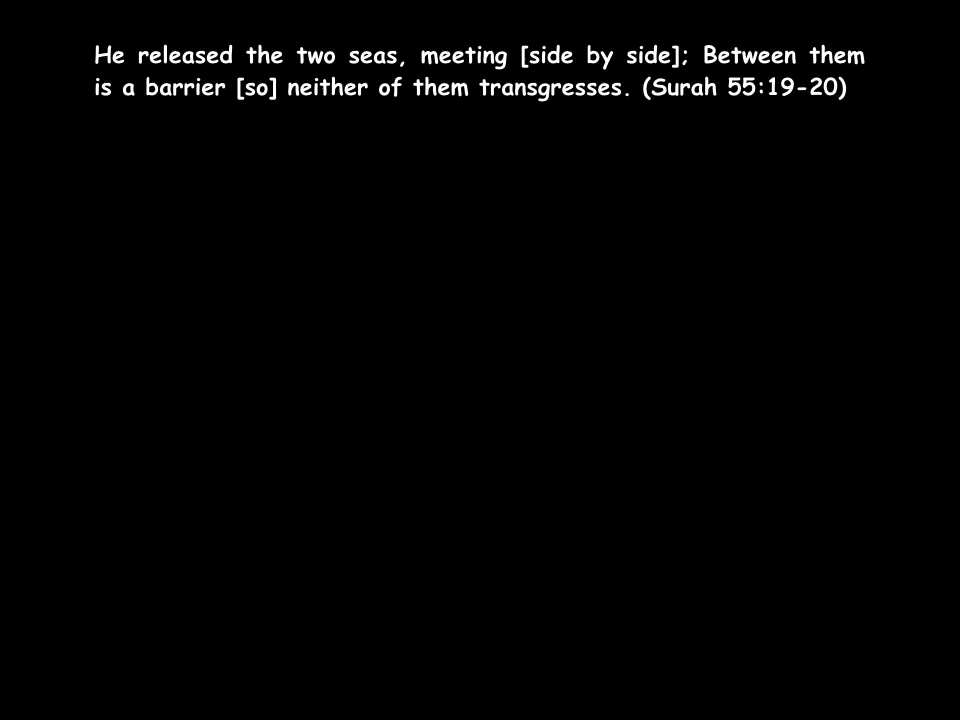 He released the two seas, meeting [side by side]; Between them
is a barrier [so] neither of them transgresses. (Surah 55:19-20)